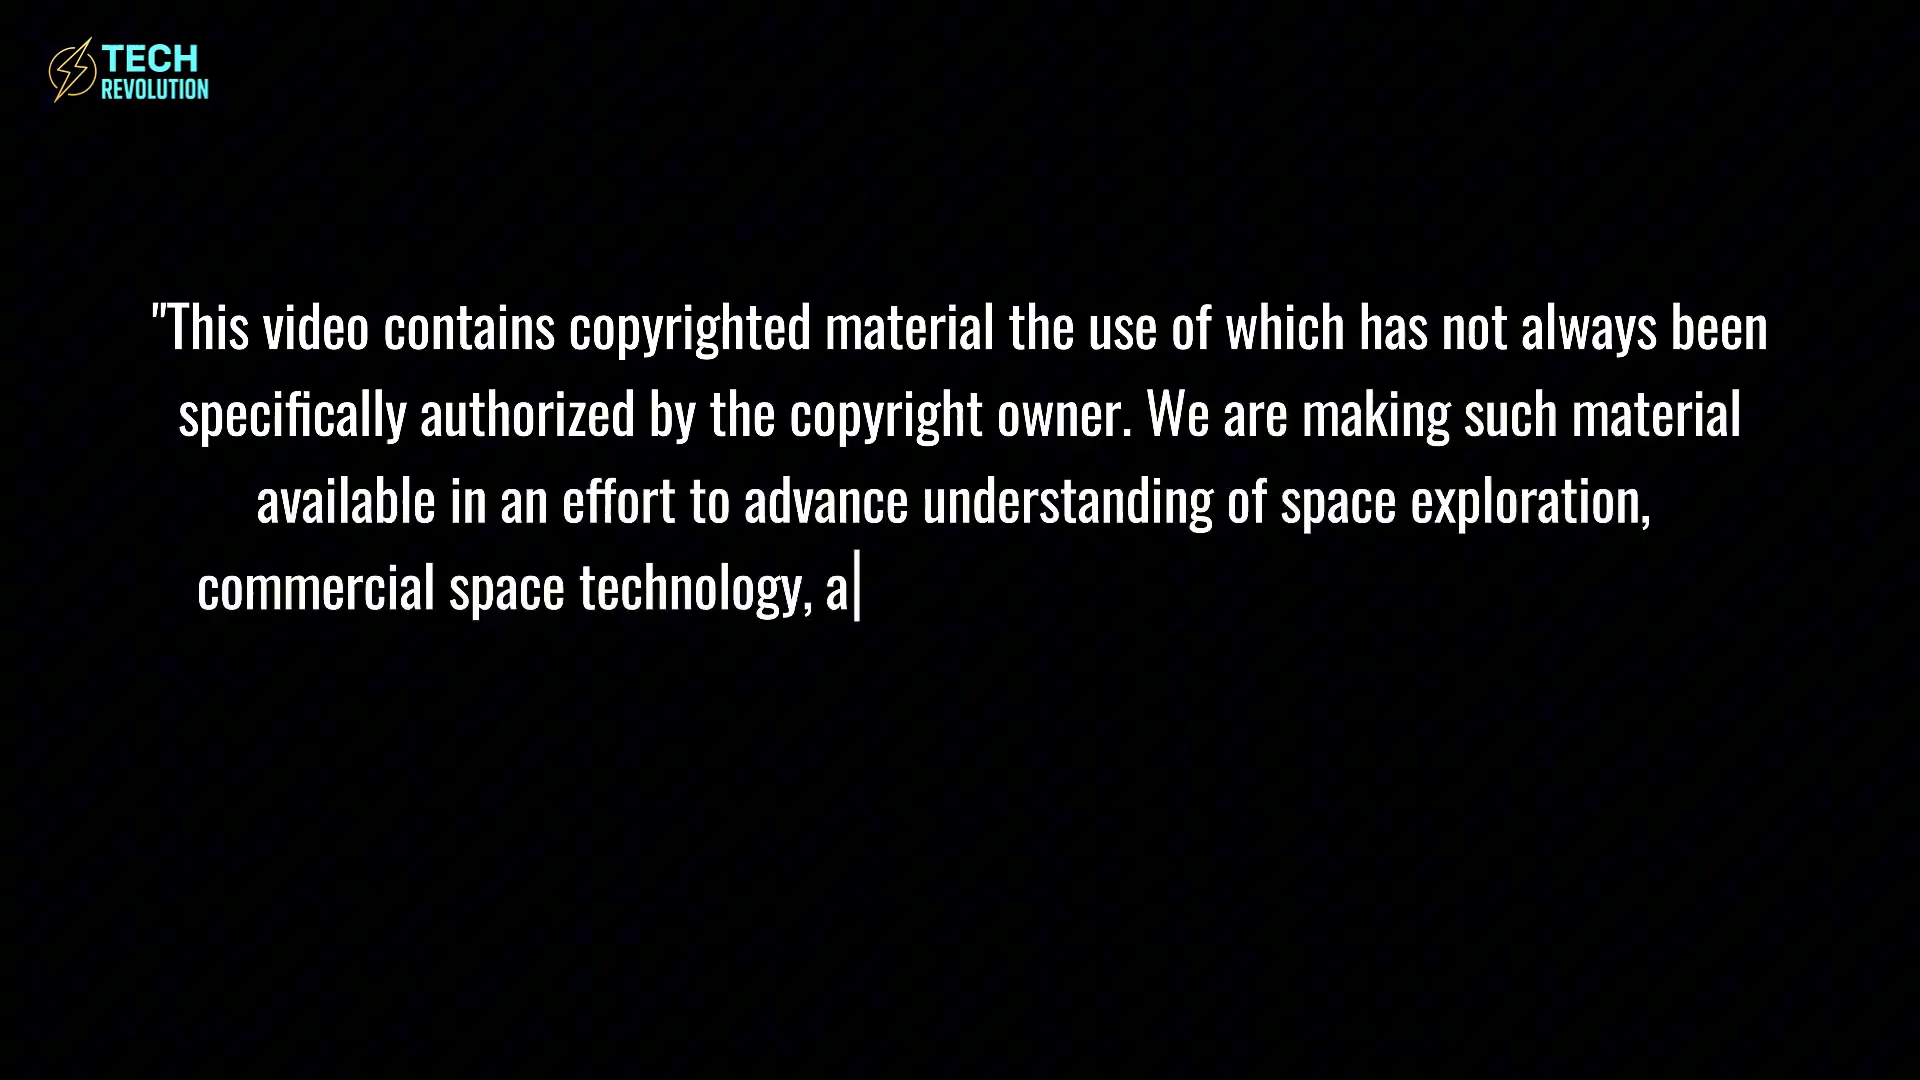 TECH
REVOLUTION
"This video contains copyrighted material the use of which has not always been
specifically authorized by the copyright owner. We are making such material
available in an effort to advance understanding of space exploration,
commercial space technology, a